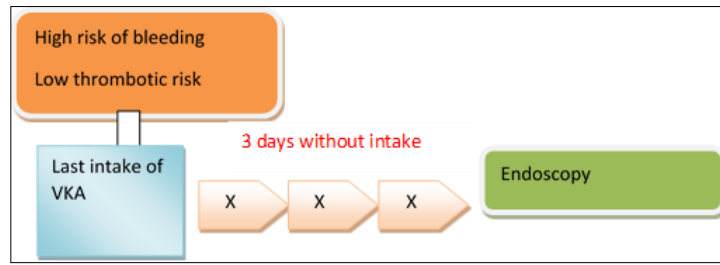 High risk of bleeding
Low thrombotic risk
3 days without intake
Last intake of
VKA
X X X
Endoscopy